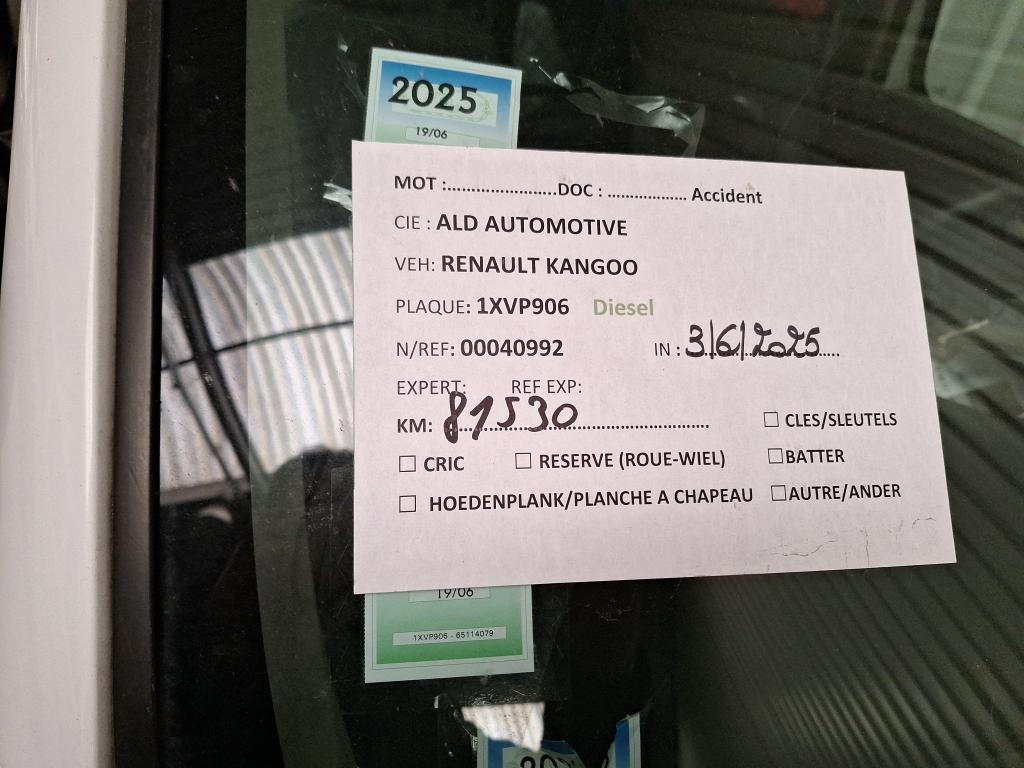 2025
19/06
MOT :.......................DOC : .................. Accident
CIE : ALD AUTOMOTIVE
VEH: RENAULT KANGOO
PLAQUE: 1XVP906 Diesel
N/REF: 00040992 IN : 3/6/2025
EXPERT: REF EXP:
KM: 81530
☐ CLES/SLEUTELS
☐ CRIC ☐ RESERVE (ROUE-WIEL) ☐BATTER
☐ HOEDENPLANK/PLANCHE A CHAPEAU ☐AUTRE/ANDER
19/06
1XVP906 - 65114079